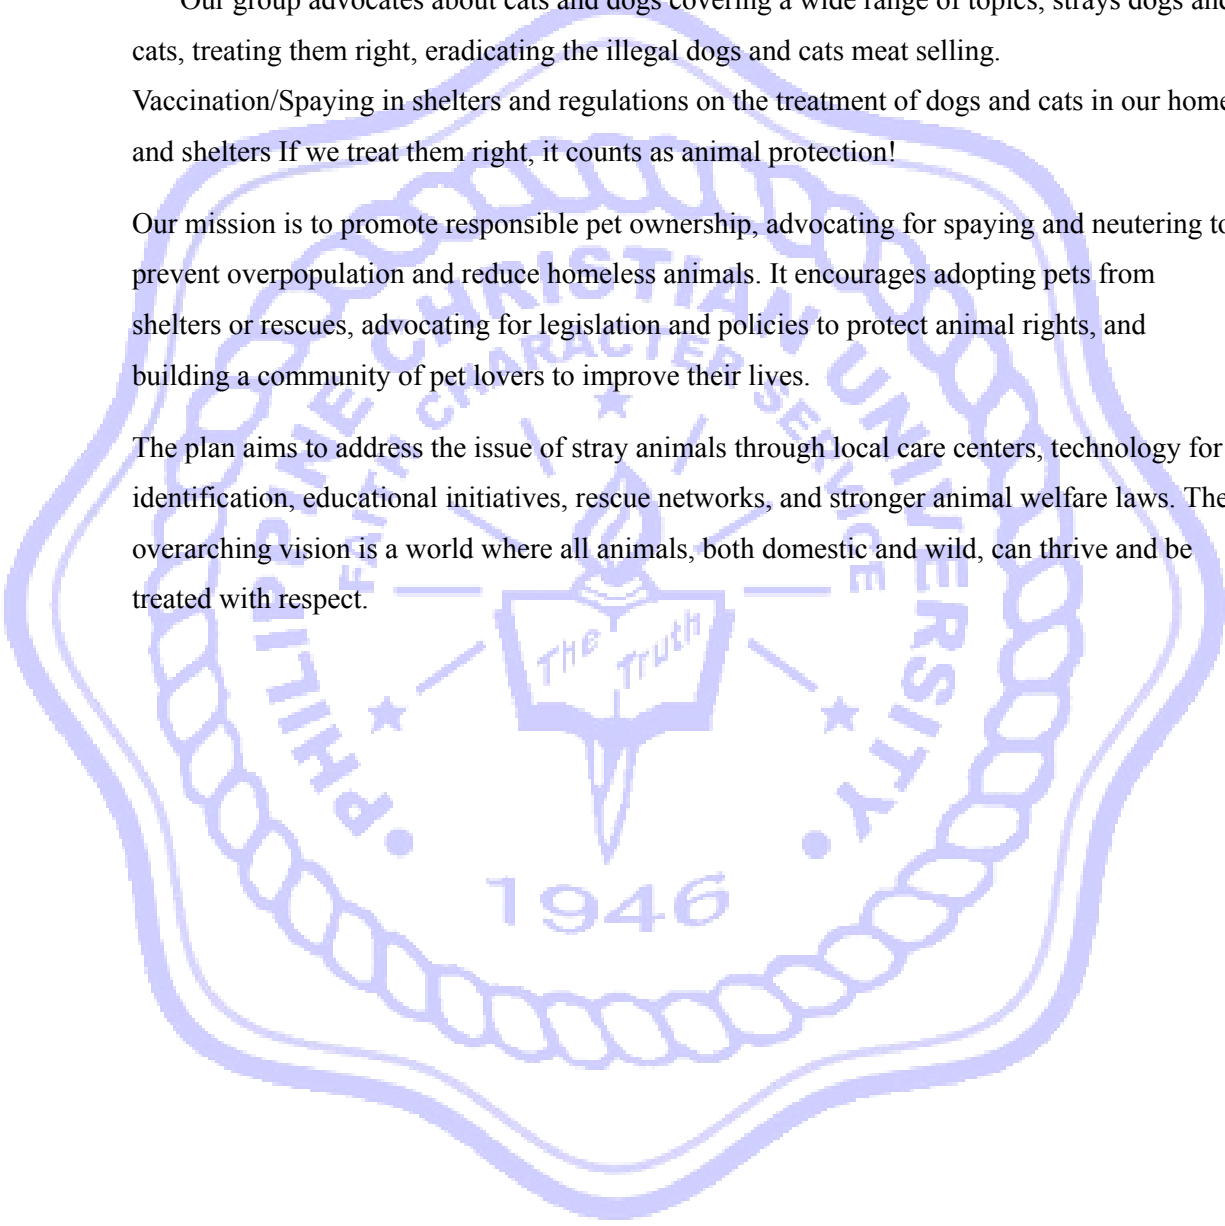 Our group advocates about cats and dogs covering a wide range of topics, strays dogs and
cats, treating them right, eradicating the illegal dogs and cats meat selling.
Vaccination/Spaying in shelters and regulations on the treatment of dogs and cats in our home
and shelters If we treat them right, it counts as animal protection!
Our mission is to promote responsible pet ownership, advocating for spaying and neutering to
prevent overpopulation and reduce homeless animals. It encourages adopting pets from
shelters or rescues, advocating for legislation and policies to protect animal rights, and
building a community of pet lovers to improve their lives.
The plan aims to address the issue of stray animals through local care centers, technology for
identification, educational initiatives, rescue networks, and stronger animal welfare laws. The
overarching vision is a world where all animals, both domestic and wild, can thrive and be
treated with respect.
PHILIPPINE CHRISTIAN UNIVERSITY
FAITH CHARACTER SERVICE
The Truth
1946